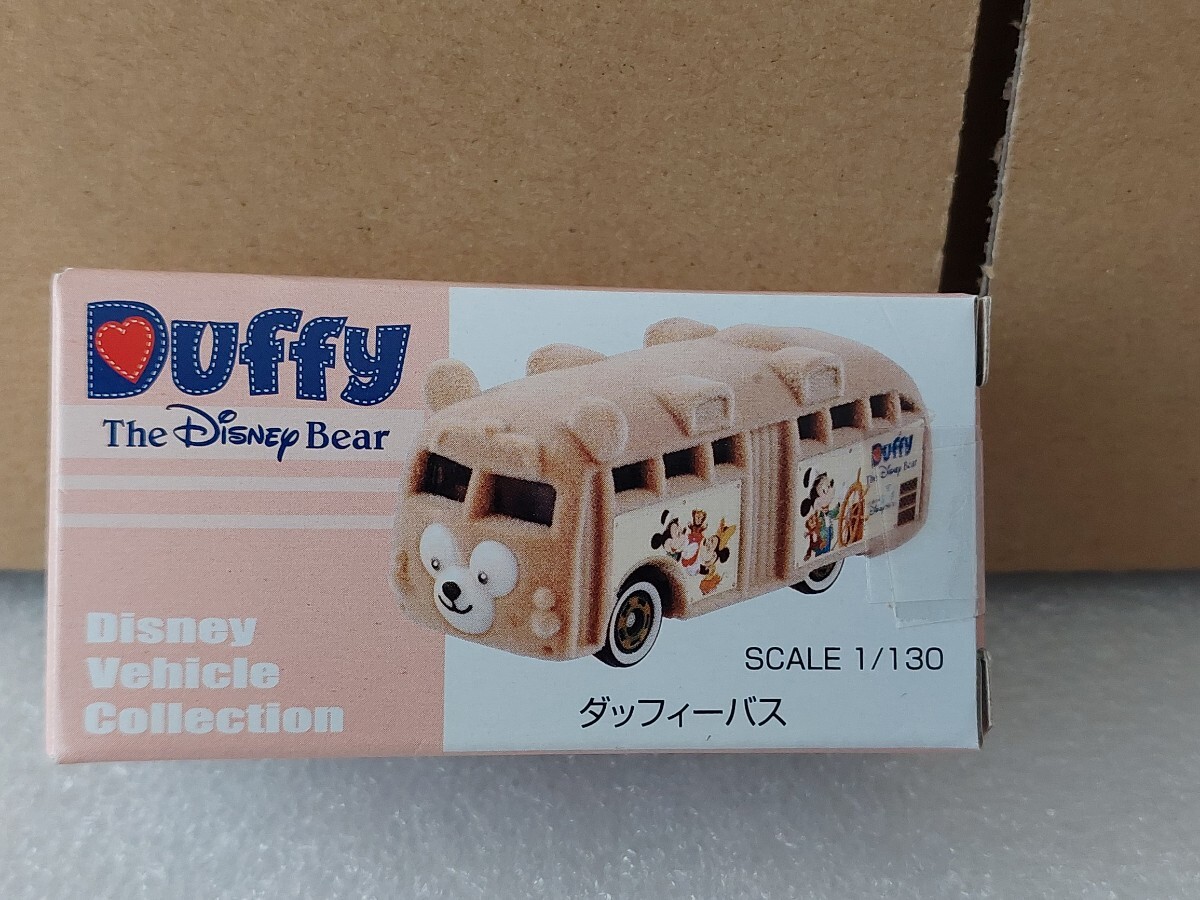 Duffy
The Disney Bear
Disney
Vehicle
Collection
Duffy
The Disney Bear
SCALE 1/130
ダッフィーバス